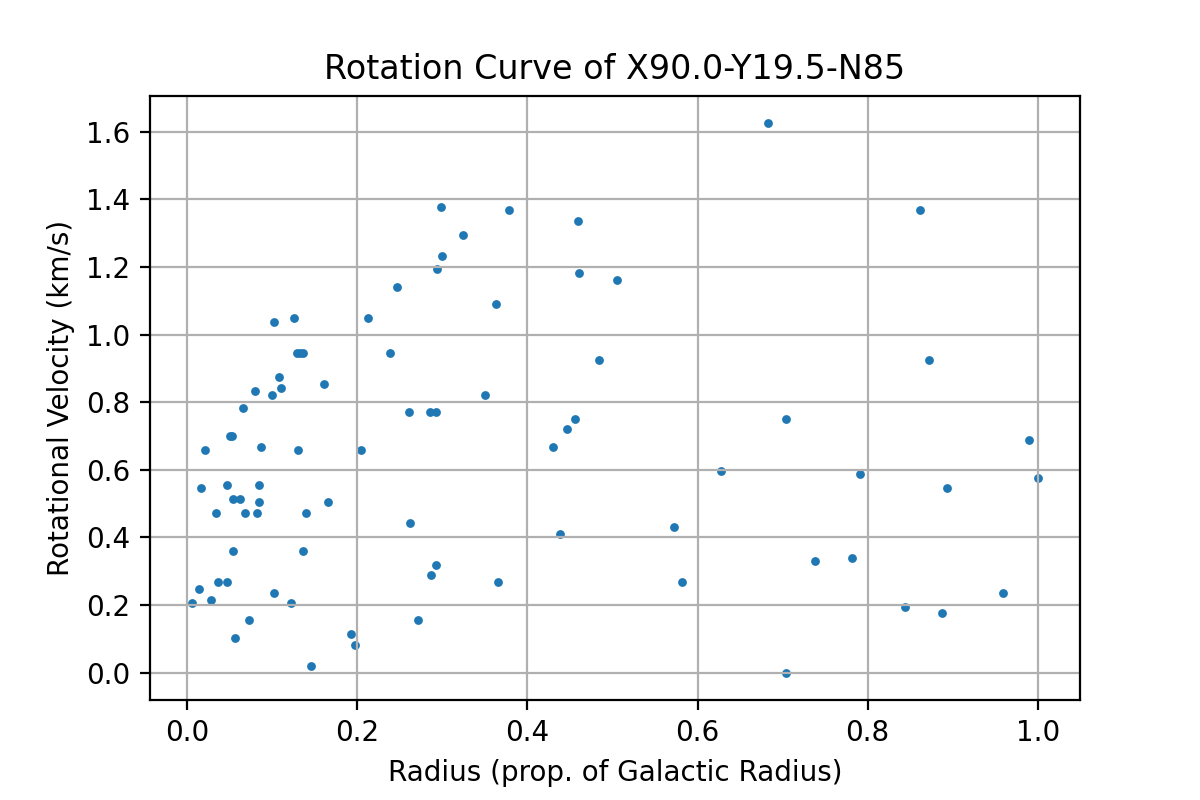 Rotation Curve of X90.0-Y19.5-N85
Rotational Velocity (km/s)
1.6
1.4
1.2
1.0
0.8
0.6
0.4
0.2
0.0
0.0 0.2 0.4 0.6 0.8 1.0
Radius (prop. of Galactic Radius)